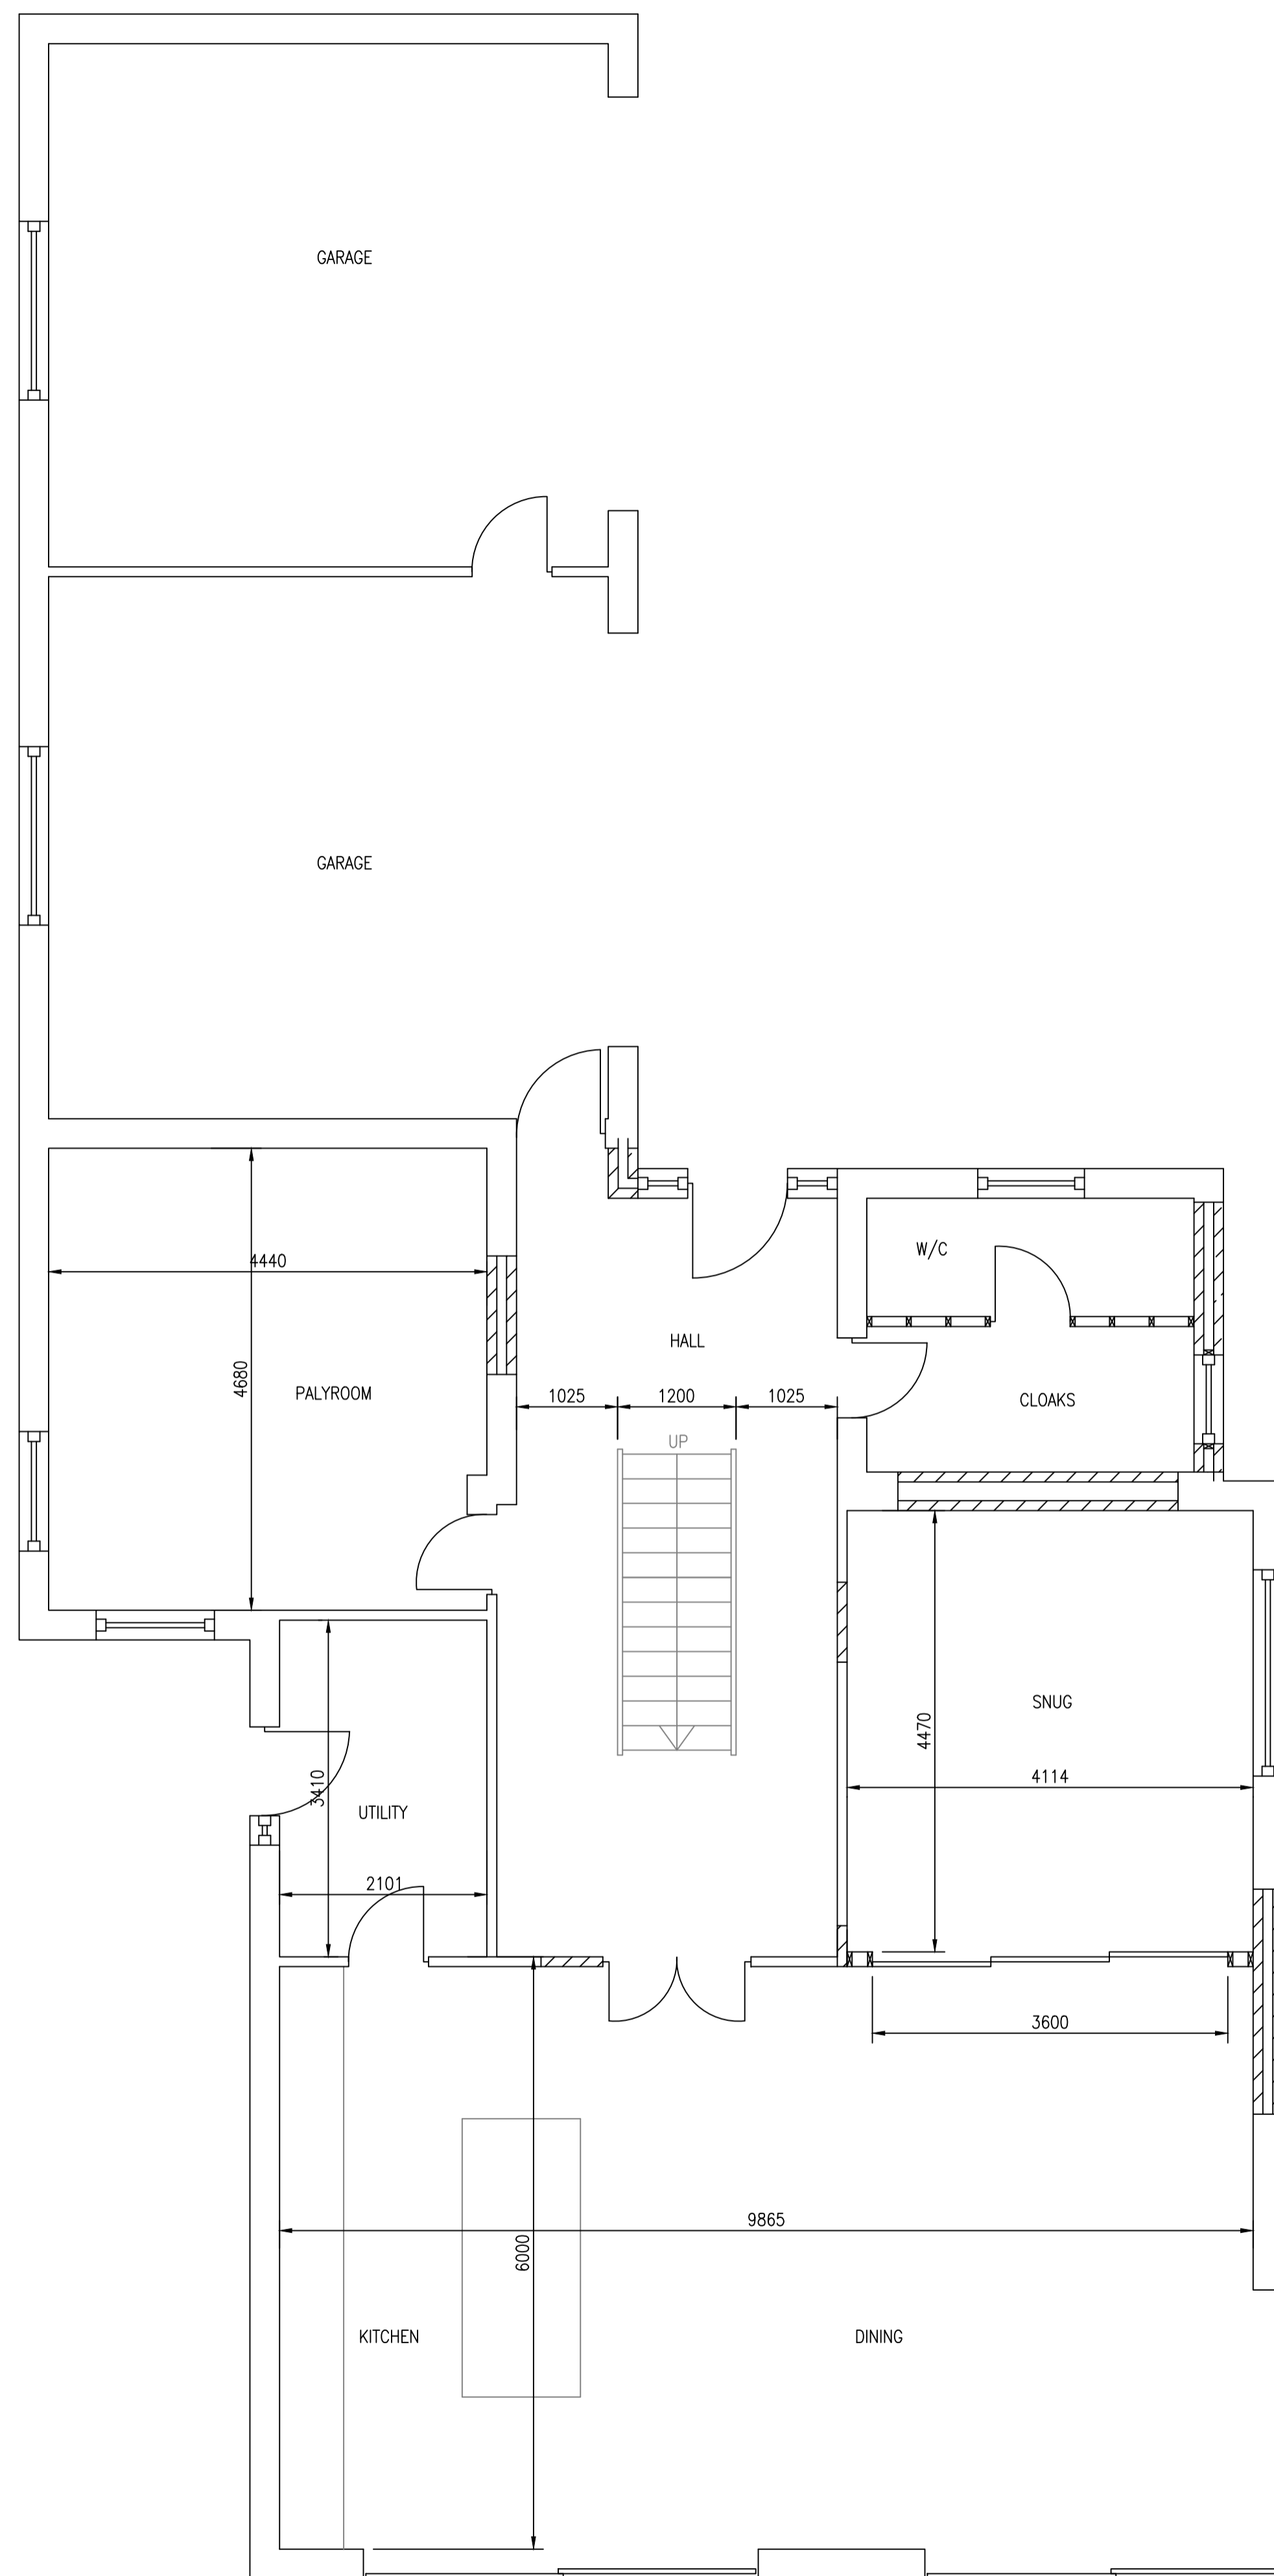 GARAGE
GARAGE
4440
4680
PALYROOM
HALL
W/C
CLOAKS
1025
1200
1025
UP
SNUG
4470
4114
3410
UTILITY
2101
3600
9865
6000
KITCHEN
DINING